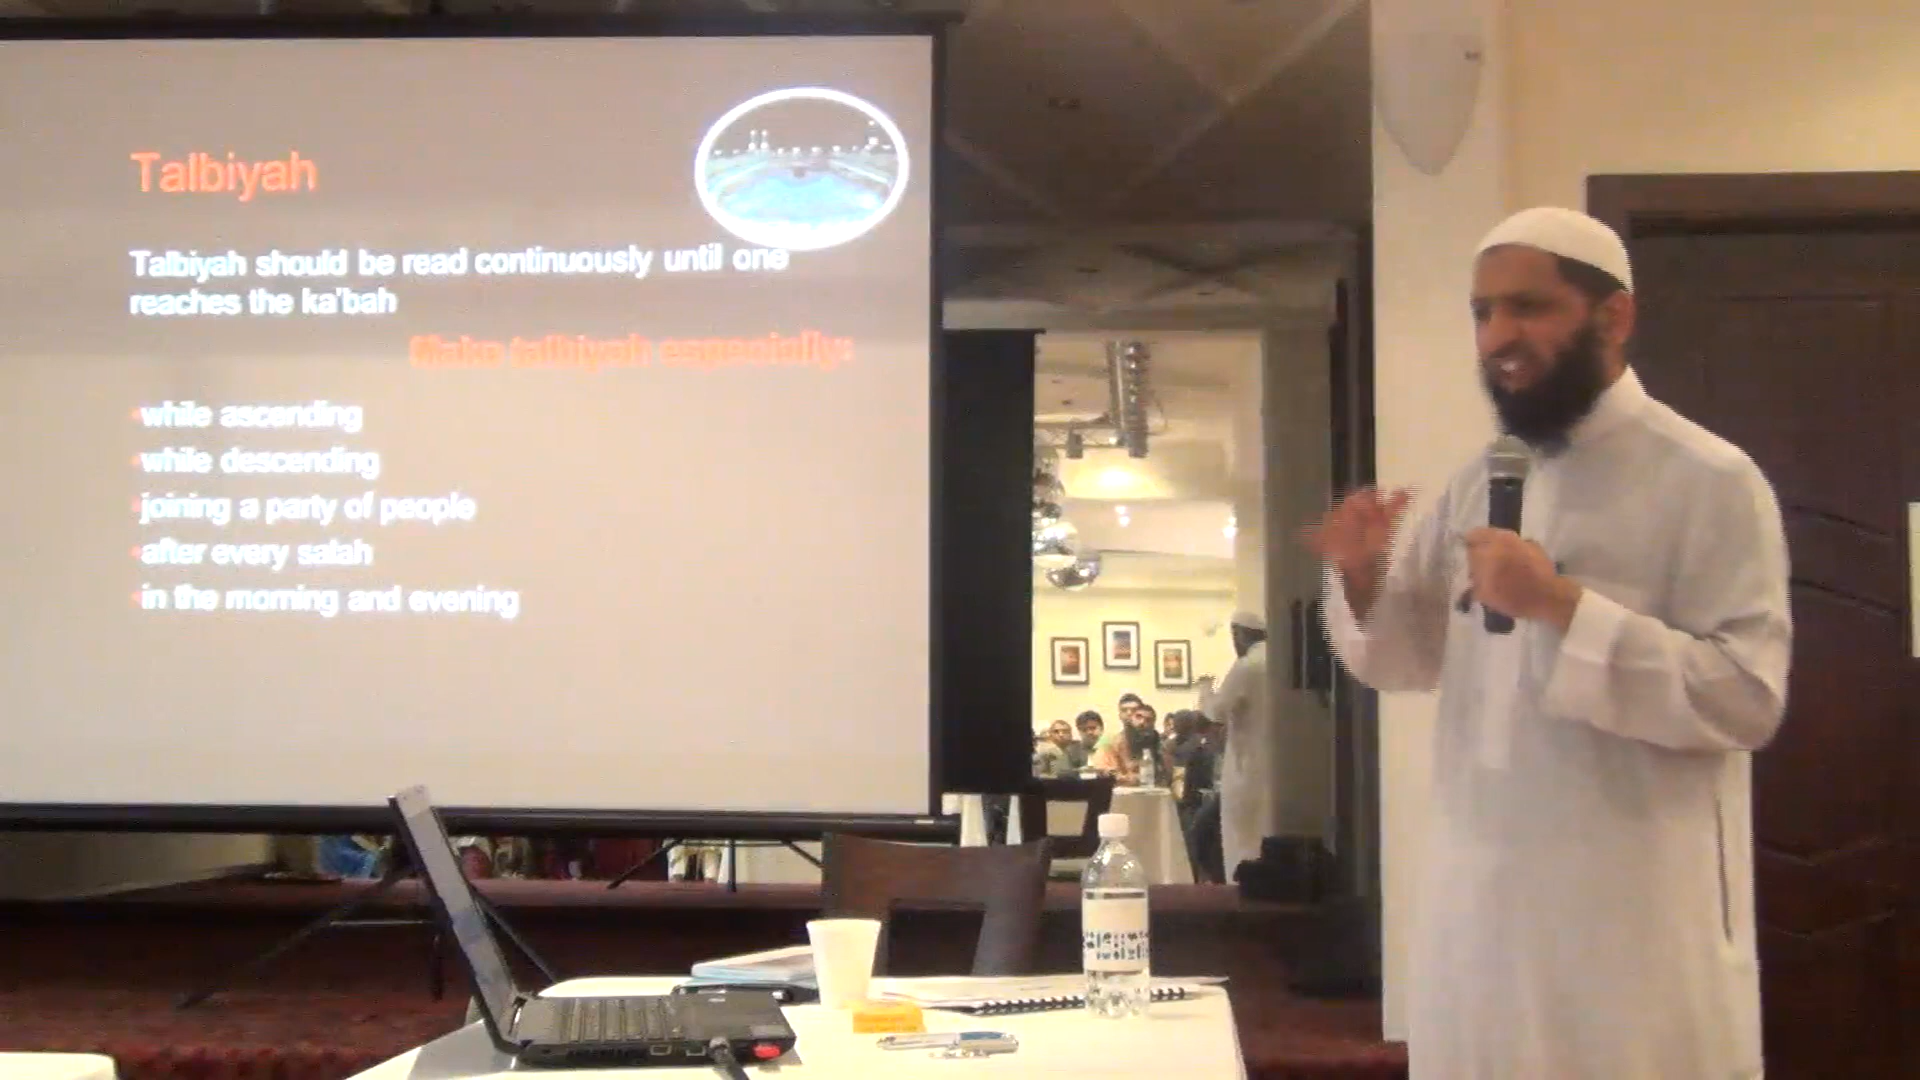 Talbiyah
Talbiyah should be read continuously until one
reaches the ka'bah
Make talbiyah especially:
•while ascending
•while descending
•joining a party of people
•after every salah
•in the morning and evening